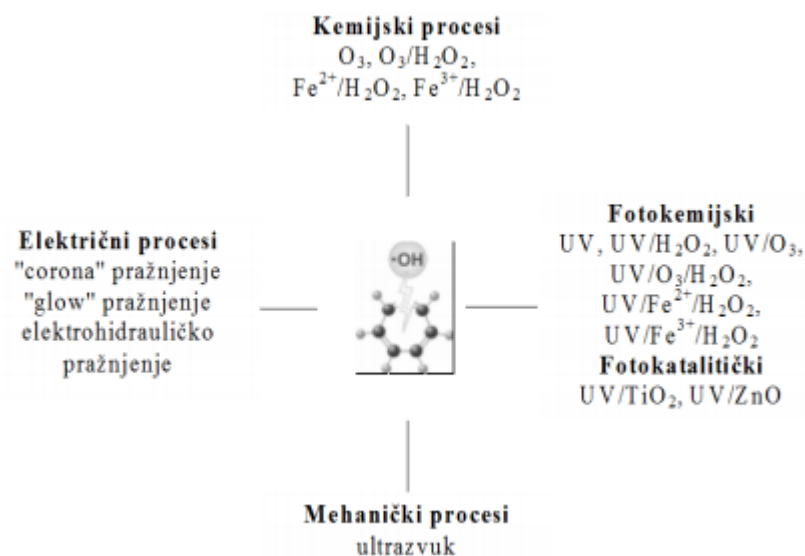 Kemijski procesi
O₃, O₃/H₂O₂,
Fe²⁺/H₂O₂, Fe³⁺/H₂O₂
Električni procesi
"corona" pražnjenje
"glow" pražnjenje
elektrohidrauličko
pražnjenje
•OH
Fotokemijski
UV, UV/H₂O₂, UV/O₃,
UV/O₃/H₂O₂,
UV/Fe²⁺/H₂O₂,
UV/Fe³⁺/H₂O₂
Fotokatalitički
UV/TiO₂, UV/ZnO
Mehanički procesi
ultrazvuk